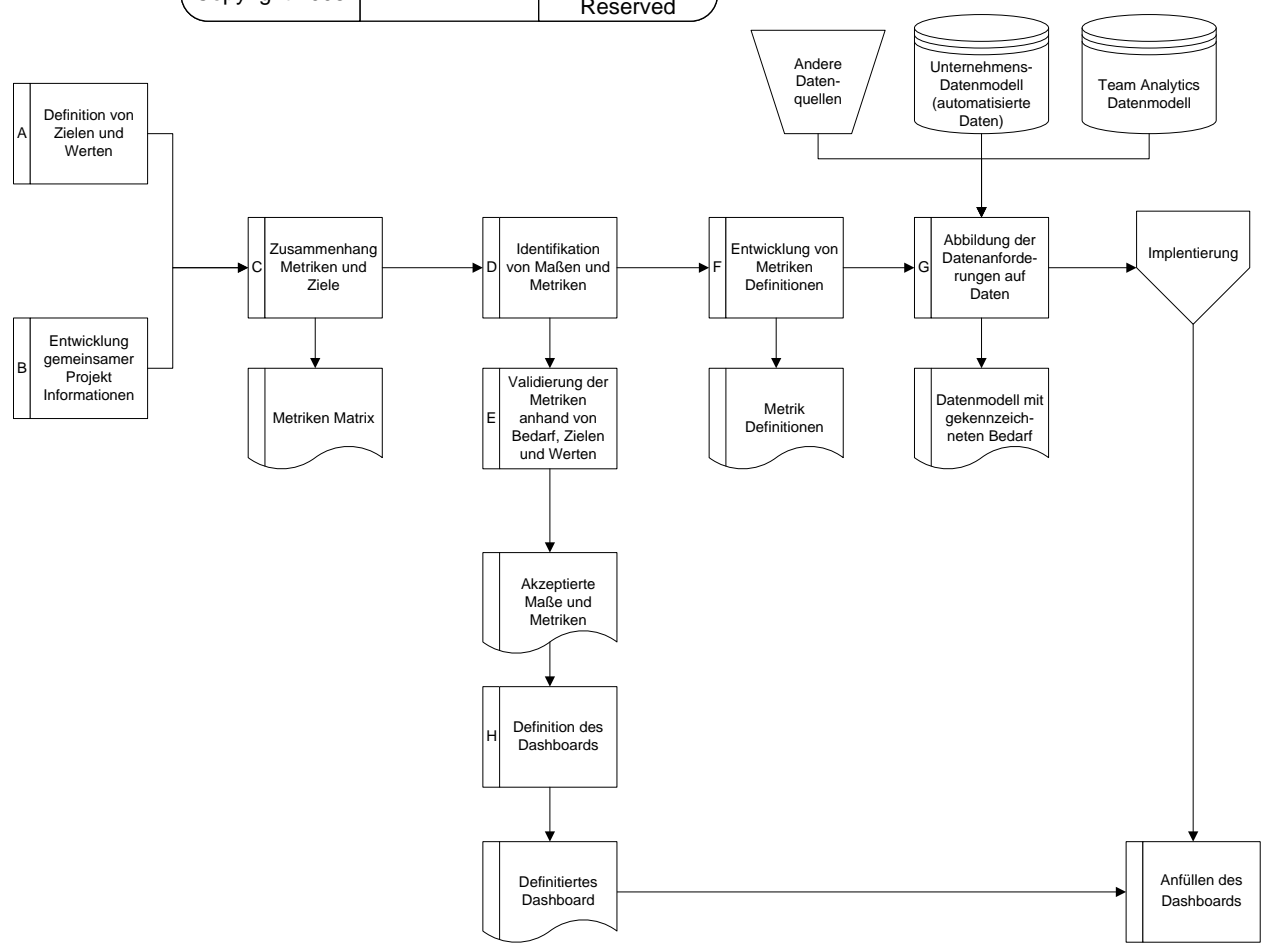 Reserved
Andere
Daten-
quellen
Unternehmens-
Datenmodell
(automatisierte
Daten)
Team Analytics
Datenmodell
A
Definition von
Zielen und
Werten
B
Entwicklung
gemeinsamer
Projekt
Informationen
C
Zusammenhang
Metriken und
Ziele
D
Identifikation
von Maßen und
Metriken
F
Entwicklung von
Metriken
Definitionen
G
Abbildung der
Datenanforde-
rungen auf
Daten
Implentierung
Metriken Matrix
E
Validierung der
Metriken
anhand von
Bedarf, Zielen
und Werten
Metrik
Definitionen
Datenmodell mit
gekennzeich-
neten Bedarf
Akzeptierte
Maße und
Metriken
H
Definition des
Dashboards
Definitiertes
Dashboard
Anfüllen des
Dashboards